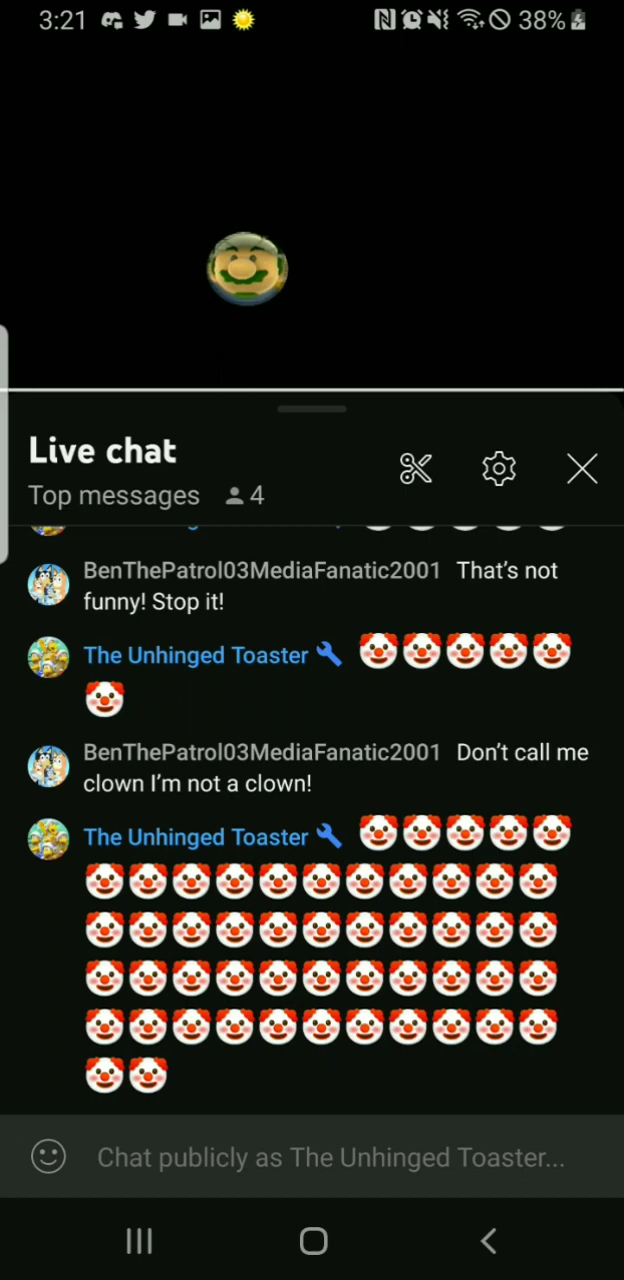 3:21
38%
Live chat
Top messages 4
BenThePatrol03MediaFanatic2001 That's not
funny! Stop it!
The Unhinged Toaster 🤡🤡🤡🤡🤡
🤡
BenThePatrol03MediaFanatic2001 Don't call me
clown I'm not a clown!
The Unhinged Toaster 🤡🤡🤡🤡🤡
🤡🤡🤡🤡🤡🤡🤡🤡🤡🤡🤡
🤡🤡🤡🤡🤡🤡🤡🤡🤡🤡🤡
🤡🤡🤡🤡🤡🤡🤡🤡🤡🤡🤡
🤡🤡🤡🤡🤡🤡🤡🤡🤡🤡🤡
🤡🤡
Chat publicly as The Unhinged Toaster...